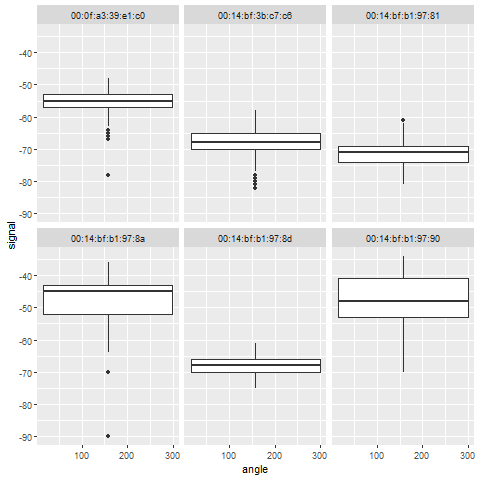 00:0f:a3:39:e1:c0 00:14:bf:3b:c7:c6 00:14:bf:b1:97:81
-40
-50
-60
-70
-80
-90
00:14:bf:b1:97:8a 00:14:bf:b1:97:8d 00:14:bf:b1:97:90
-40
-50
-60
-70
-80
-90
signal
100 200 300 100 200 300 100 200 300
angle